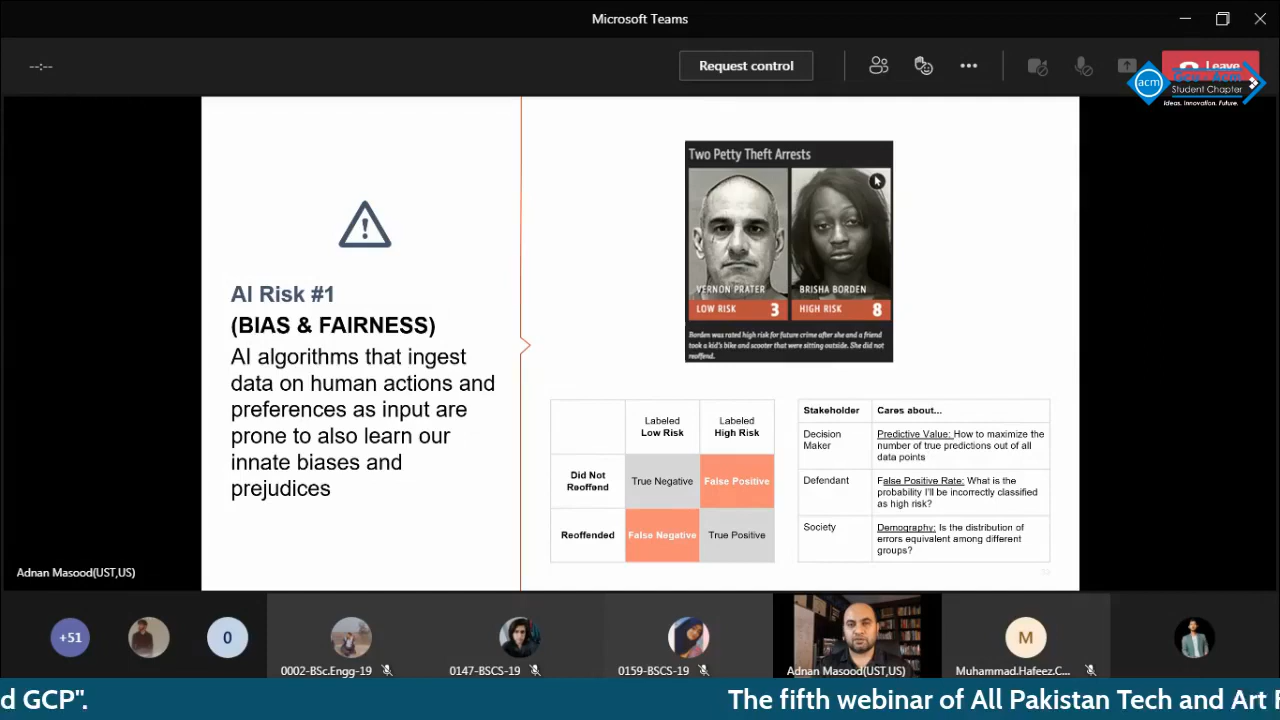 Microsoft Teams
--:--
Request control
Leave
acm
GCU - Acm
Student Chapter
Ideas. Innovation. Future.
AI Risk #1
(BIAS & FAIRNESS)
AI algorithms that ingest
data on human actions and
preferences as input are
prone to also learn our
innate biases and
prejudices
Two Petty Theft Arrests
VERNON PRATER
LOW RISK 3
BRISHA BORDEN
HIGH RISK 8
Borden was rated high risk for future crime after she and a friend
took a kid's bike and scooter that were sitting outside. She did not
reoffend.
Labeled
Low Risk
Labeled
High Risk
Did Not
Reoffend
True Negative
False Positive
Reoffended
False Negative
True Positive
Stakeholder
Cares about...
Decision
Maker
Predictive Value: How to maximize the
number of true predictions out of all
data points
Defendant
False Positive Rate: What is the
probability I'll be incorrectly classified
as high risk?
Society
Demography: Is the distribution of
errors equivalent among different
groups?
Adnan Masood(UST,US)
+51
0
0002-BSc.Engg-19
0147-BSCS-19
0159-BSCS-19
Adnan Masood(UST,US)
M
Muhammad.Hafeez.C...
d GCP".
The fifth webinar of All Pakistan Tech and Art